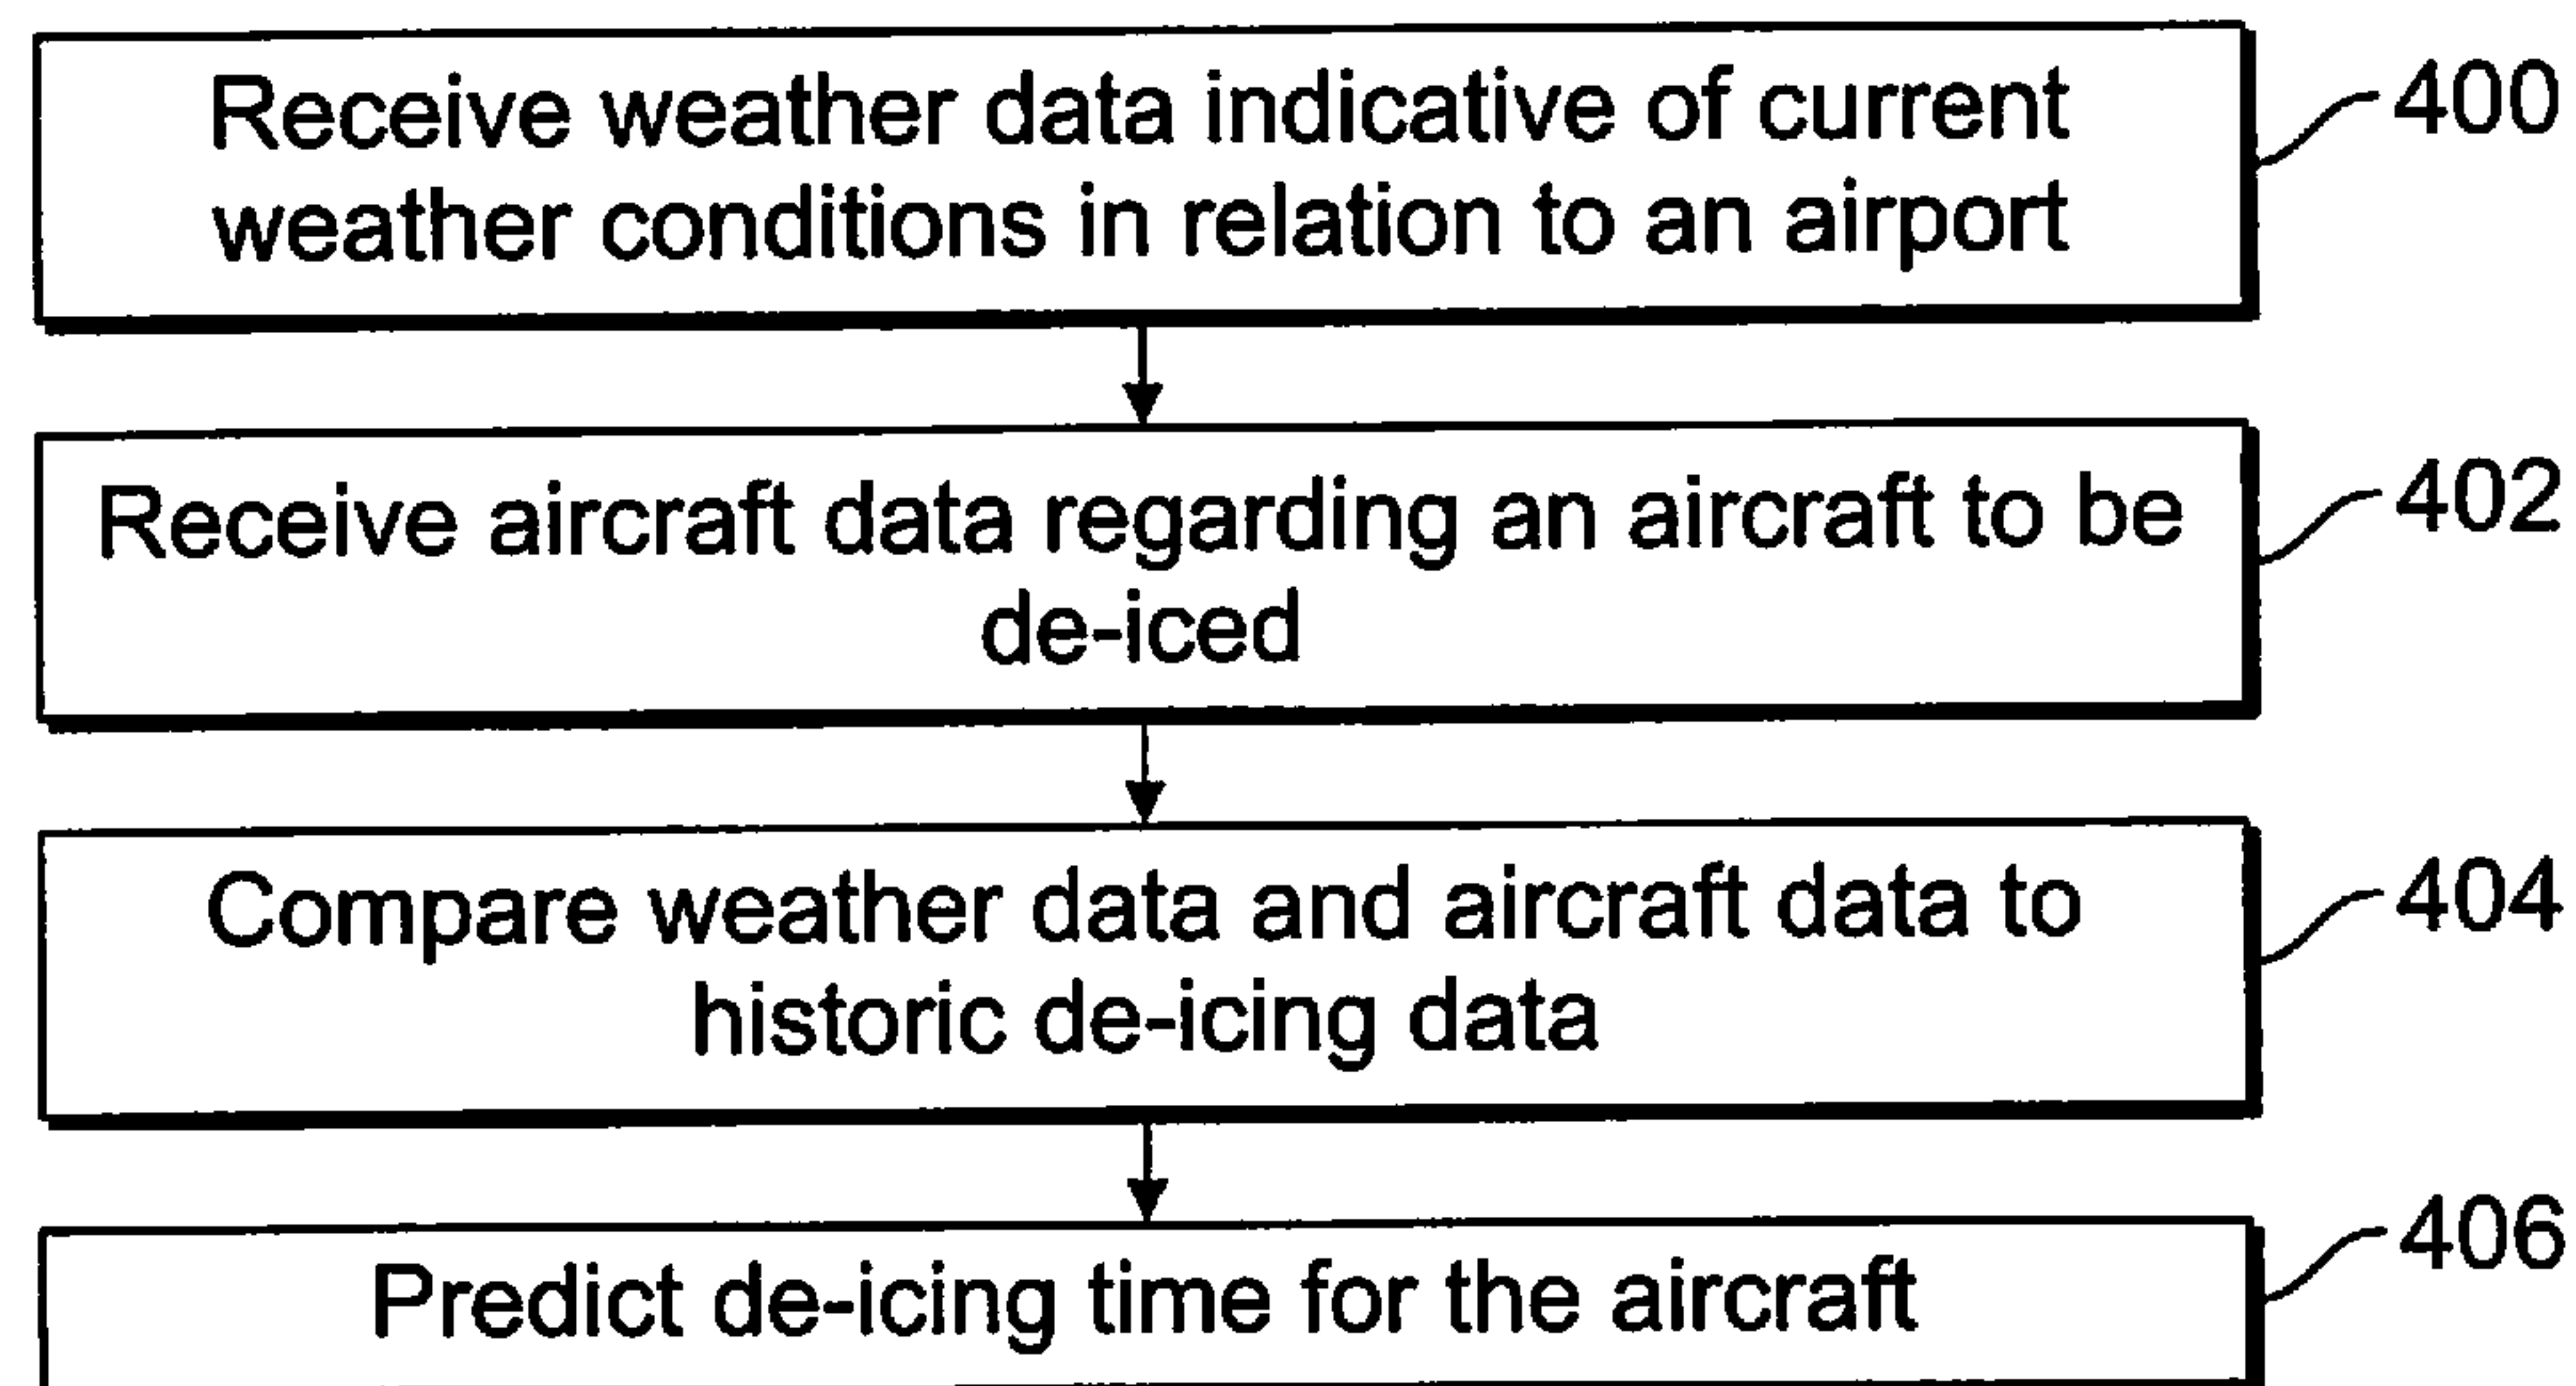 Receive weather data indicative of current
weather conditions in relation to an airport
400
Receive aircraft data regarding an aircraft to be
de-iced
402
Compare weather data and aircraft data to
historic de-icing data
404
Predict de-icing time for the aircraft
406